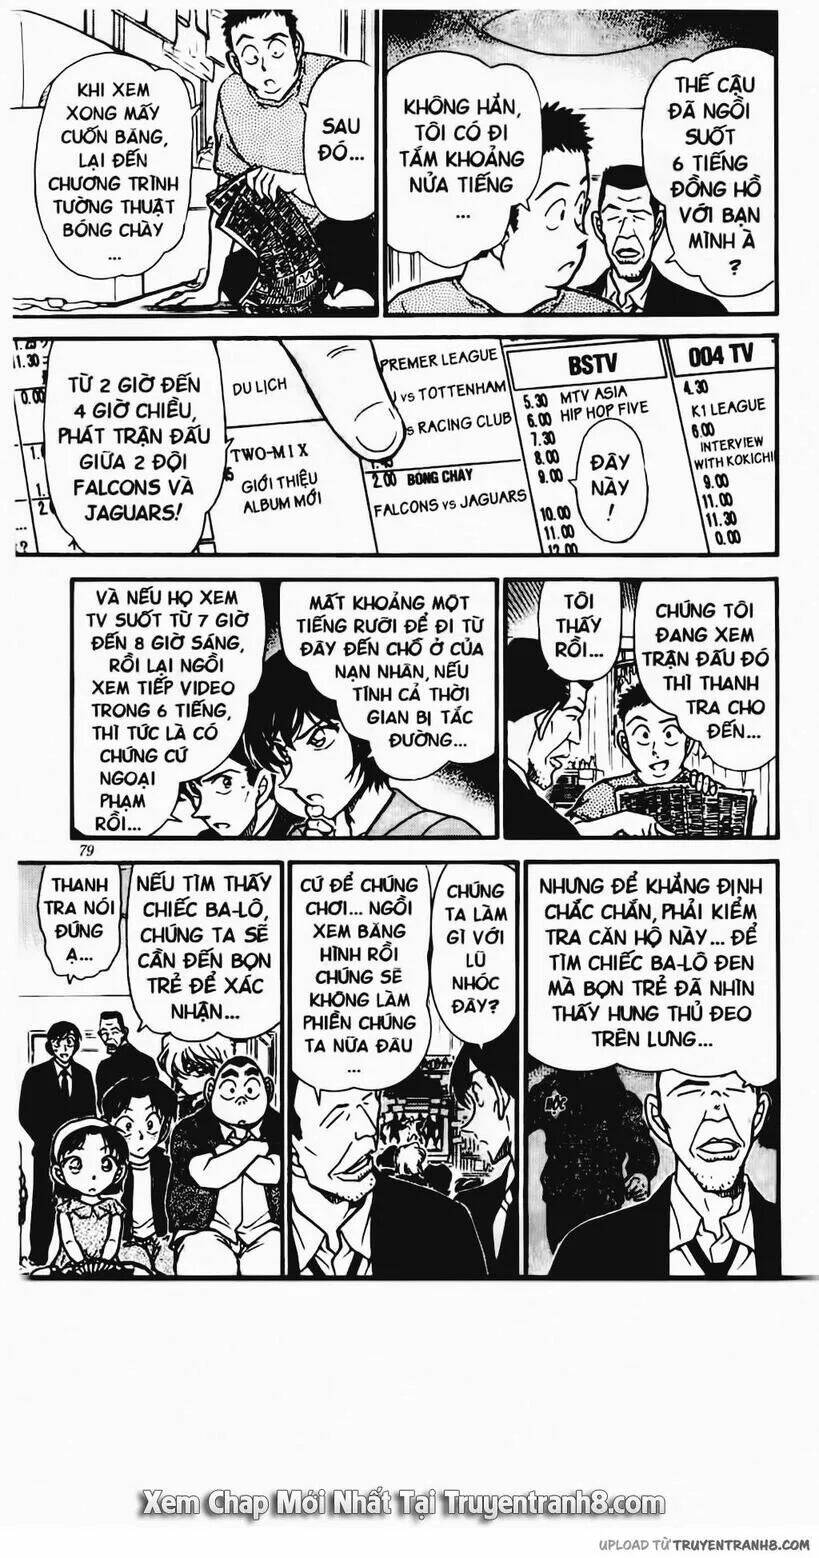 THẾ CẬU
ĐÃ NGỒI
SUỐT
6 TIẾNG
ĐỒNG HỒ
VỚI BẠN
MÌNH À
?
KHÔNG HẲN,
TÔI CÓ ĐI
TẮM KHOẢNG
NỬA TIẾNG
...
SAU
ĐÓ...
KHI XEM
XONG MẤY
CUỐN BĂNG,
LẠI ĐẾN
CHƯƠNG TRÌNH
TƯỜNG THUẬT
BÓNG CHÀY
...
TỪ 2 GIỜ ĐẾN
4 GIỜ CHIỀU,
PHÁT TRẬN ĐẤU
GIỮA 2 ĐỘI
FALCONS VÀ
JAGUARS!
11.30
0.00
DU LỊCH
TWO-MIX
GIỚI THIỆU
ALBUM MỚI
PREMER LEAGUE
VS TOTTENHAM
RACING CLUB
2.00 BÓNG CHÀY
FALCONS VS JAGUARS
BSTV
5.30 MTV ASIA
6.00 HIP HOP FIVE
7.30
8.00
9.00
10.00
11.00
12.00
ĐÂY
NÀY
!
004 TV
4.30
K1 LEAGUE
6.00
INTERVIEW
WITH KOKICHI
9.00
11.00
11.30
0.00
CHÚNG TÔI
ĐANG XEM
TRẬN ĐẤU ĐÓ
THÌ THANH
TRA CHO
ĐẾN...
TÔI
THẤY
RỒI...
MẤT KHOẢNG MỘT
TIẾNG RƯỠI ĐỂ ĐI TỪ
ĐÂY ĐẾN CHỖ Ở CỦA
NẠN NHÂN, NẾU
TÍNH CẢ THỜI
GIAN BỊ TẮC
ĐƯỜNG...
VÀ NẾU HỌ XEM
TV SUỐT TỪ 7 GIỜ
ĐẾN 8 GIỜ SÁNG,
RỒI LẠI NGỒI
XEM TIẾP VIDEO
TRONG 6 TIẾNG,
THÌ TỨC LÀ CÓ
CHỨNG CỨ
NGOẠI
PHẠM
RỒI...
79
NHƯNG ĐỂ KHẲNG ĐỊNH
CHẮC CHẮN, PHẢI KIỂM
TRA CĂN HỘ NÀY... ĐỂ
TÌM CHIẾC BA-LÔ ĐEN
MÀ BỌN TRẺ ĐÃ NHÌN
THẤY HUNG THỦ ĐEO
TRÊN LƯNG...
CHÚNG
TA LÀM
GÌ VỚI
LŨ
NHÓC
ĐÂY?
CỨ ĐỂ CHÚNG
CHƠI... NGỒI
XEM BĂNG
HÌNH RỒI
CHÚNG SẼ
KHÔNG LÀM
PHIỀN CHÚNG
TA NỮA ĐÂU
...
NẾU TÌM THẤY
CHIẾC BA-LÔ,
CHÚNG TA SẼ
CẦN ĐẾN BỌN
TRẺ ĐỂ XÁC
NHẬN...
THANH
TRA NÓI
ĐÚNG
Ạ...
Xem Chap Mới Nhất Tại Truyentranh8.com
UPLOAD TỪ TRUYENTRANH8.COM